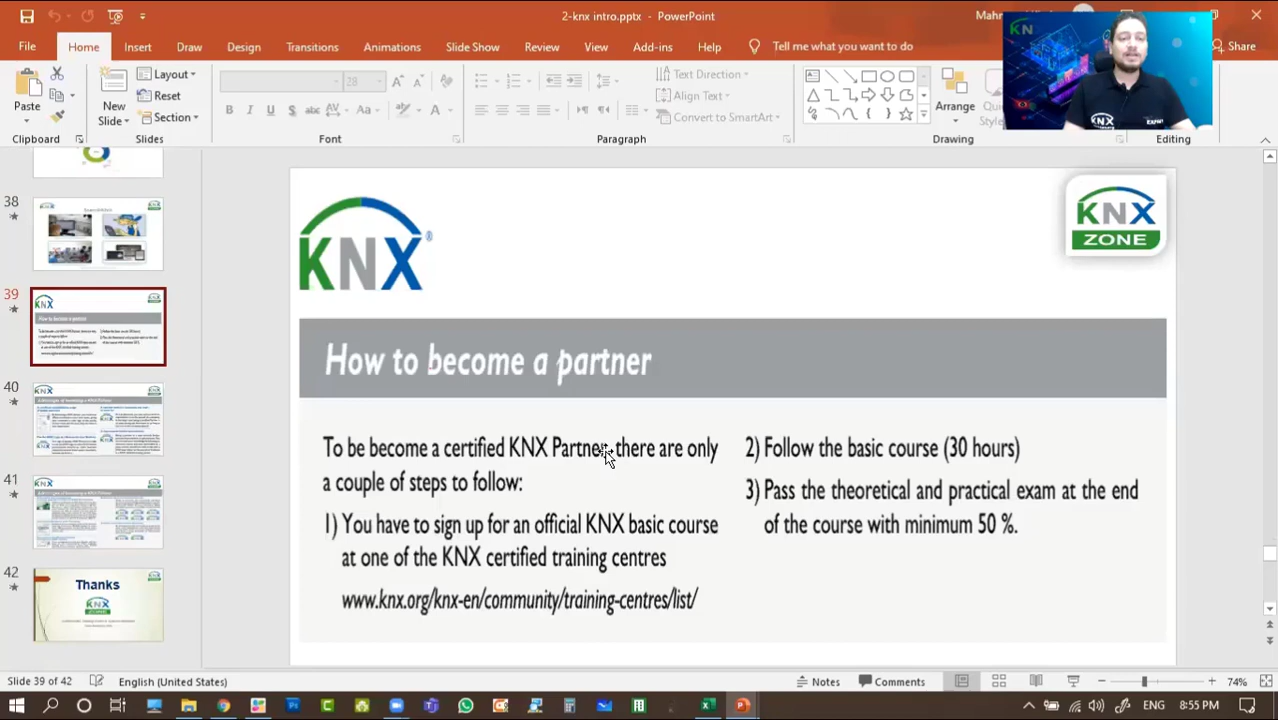 2-knx intro.pptx - PowerPoint
Share
File
Home
Insert
Draw
Design
Transitions
Animations
Slide Show
Review
View
Add-ins
Help
Tell me what you want to do
Paste
Clipboard
New
Slide
Layout
Reset
Section
Slides
28
B I U S abc AV Aa A
Font
Text Direction
Align Text
Convert to SmartArt
Paragraph
Arrange
Drawing
Editing
KN
KNX
38
39
40
41
42
Thanks
KNX
KNX
ZONE
How to become a partner
To be become a certified KNX Partner, there are only
a couple of steps to follow:
1) You have to sign up for an official KNX basic course
at one of the KNX certified training centres
www.knx.org/knx-en/community/training-centres/list/
2) Follow the basic course (30 hours)
3) Pass the theoretical and practical exam at the end
of the course with minimum 50 %.
Slide 39 of 42
English (United States)
Notes
Comments
74%
ENG
8:55 PM